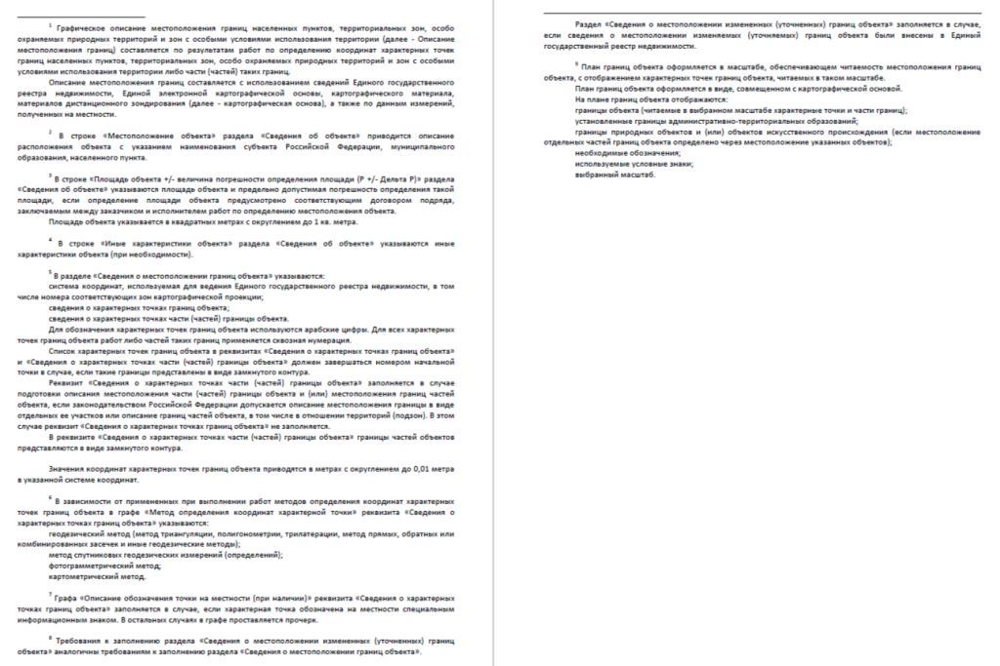 1 Графическое описание местоположения границ населенных пунктов, территориальных зон, особо
охраняемых природных территорий и зон с особыми условиями использования территории (далее - Описание
местоположения границ) составляется по результатам работ по определению координат характерных точек
границ населенных пунктов, территориальных зон, особо охраняемых природных территорий и зон с особыми
условиями использования территории либо части (частей) таких границ.
Описание местоположения границ составляется с использованием сведений Единого государственного
реестра недвижимости, Единой электронной картографической основы, картографического материала,
материалов дистанционного зондирования (далее - картографическая основа), а также по данным измерений,
полученных на местности.
2 В строке «Местоположение объекта» раздела «Сведения об объекте» приводится описание
расположения объекта с указанием наименования субъекта Российской Федерации, муниципального
образования, населенного пункта.
3 В строке «Площадь объекта +/- величина погрешности определения площади (P +/- Дельта P)» раздела
«Сведения об объекте» указываются площадь объекта и предельно допустимая погрешность определения такой
площади, если определение площади объекта предусмотрено соответствующим договором подряда,
заключаемым между заказчиком и исполнителем работ по определению местоположения объекта.
Площадь объекта указывается в квадратных метрах с округлением до 1 кв. метра.
4 В строке «Иные характеристики объекта» раздела «Сведения об объекте» указываются иные
характеристики объекта (при необходимости).
5 В разделе «Сведения о местоположении границ объекта» указываются:
система координат, используемая для ведения Единого государственного реестра недвижимости, в том
числе номера соответствующих зон картографической проекции;
сведения о характерных точках границ объекта;
сведения о характерных точках части (частей) границы объекта.
Для обозначения характерных точек границ объекта используются арабские цифры. Для всех характерных
точек границ объекта работ либо частей таких границ применяется сквозная нумерация.
Список характерных точек границ объекта в реквизитах «Сведения о характерных точках границ объекта»
и «Сведения о характерных точках части (частей) границы объекта» должен завершаться номером начальной
точки в случае, если такие границы представлены в виде замкнутого контура.
Реквизит «Сведения о характерных точках части (частей) границы объекта» заполняется в случае
подготовки описания местоположения части (частей) границы объекта и (или) местоположения границ частей
объекта, если законодательством Российской Федерации допускается описание местоположения границы в виде
отдельных ее участков или описание границ частей объекта, в том числе в отношении территорий (подзон). В этом
случае реквизит «Сведения о характерных точках границ объекта» не заполняется.
В реквизите «Сведения о характерных точках части (частей) границы объекта» границы частей объектов
представляются в виде замкнутого контура.
Значения координат характерных точек границ объекта приводятся в метрах с округлением до 0,01 метра
в указанной системе координат.
6 В зависимости от примененных при выполнении работ методов определения координат характерных
точек границ объекта в графе «Метод определения координат характерной точки» реквизита «Сведения о
характерных точках границ объекта» указываются:
геодезический метод (метод триангуляции, полигонометрии, трилатерации, метод прямых, обратных или
комбинированных засечек и иные геодезические методы);
метод спутниковых геодезических измерений (определений);
фотограмметрический метод;
картометрический метод.
7 Графа «Описание обозначения точки на местности (при наличии)» реквизита «Сведения о характерных
точках границ объекта» заполняется в случае, если характерная точка обозначена на местности специальным
информационным знаком. В остальных случаях в графе проставляется прочерк.
8 Требования к заполнению раздела «Сведения о местоположении измененных (уточненных) границ
объекта» аналогичны требованиям к заполнению раздела «Сведения о местоположении границ объекта».
Раздел «Сведения о местоположении измененных (уточненных) границ объекта» заполняется в случае,
если сведения о местоположении изменяемых (уточняемых) границ объекта были внесены в Единый
государственный реестр недвижимости.
9 План границ объекта оформляется в масштабе, обеспечивающем читаемость местоположения границ
объекта, с отображением характерных точек границ объекта, читаемых в таком масштабе.
План границ объекта оформляется в виде, совмещенном с картографической основой.
На плане границ объекта отображаются:
границы объекта (читаемые в выбранном масштабе характерные точки и части границ);
установленные границы административно-территориальных образований;
границы природных объектов и (или) объектов искусственного происхождения (если местоположение
отдельных частей границ объекта определено через местоположение указанных объектов);
необходимые обозначения;
используемые условные знаки;
выбранный масштаб.